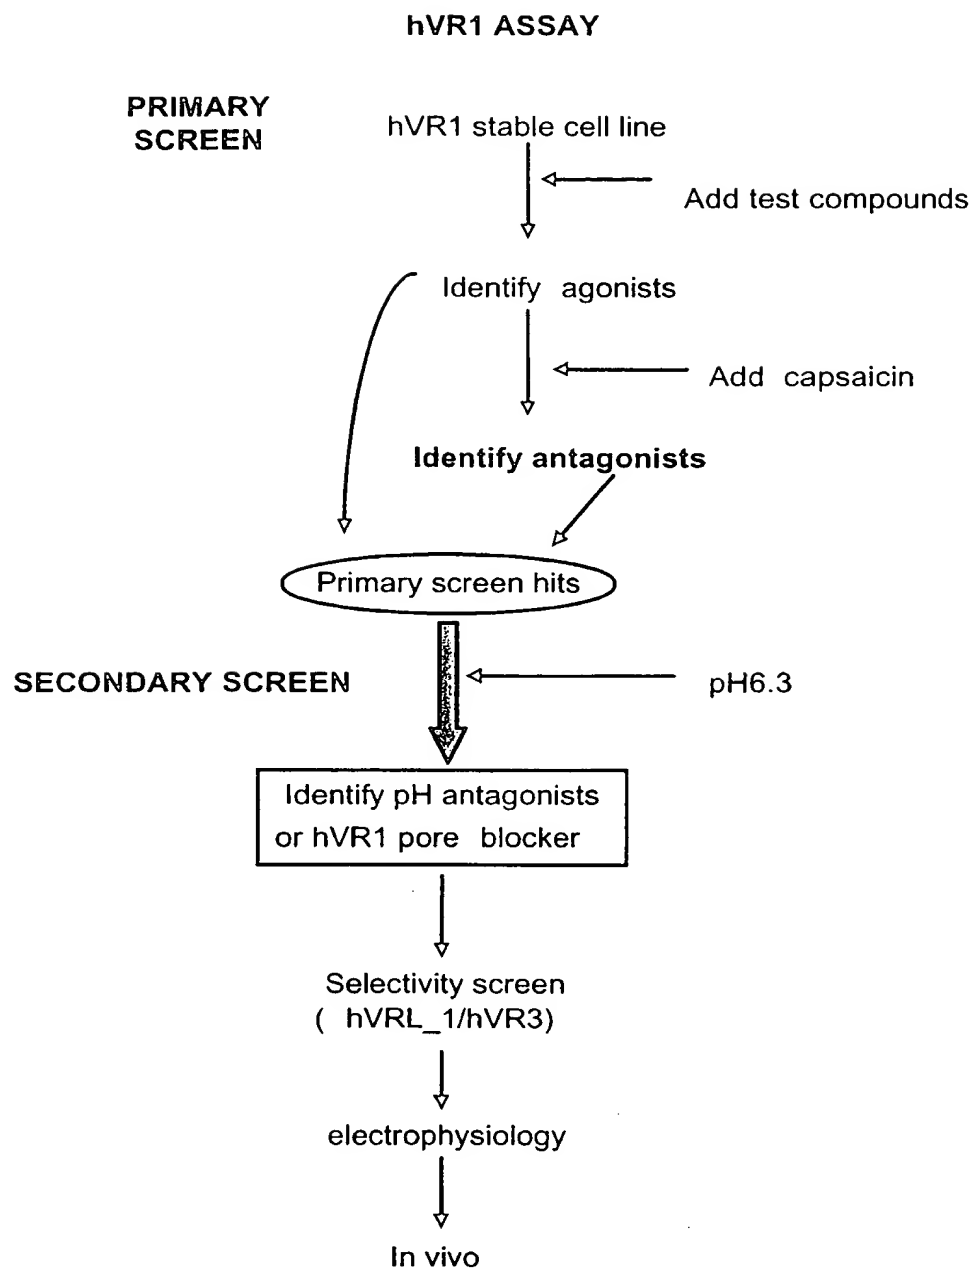 hVR1 ASSAY
PRIMARY
SCREEN
hVR1 stable cell line
Add test compounds
Identify agonists
Add capsaicin
Identify antagonists
Primary screen hits
SECONDARY SCREEN
pH6.3
Identify pH antagonists
or hVR1 pore blocker
Selectivity screen
( hVRL_1/hVR3)
electrophysiology
In vivo